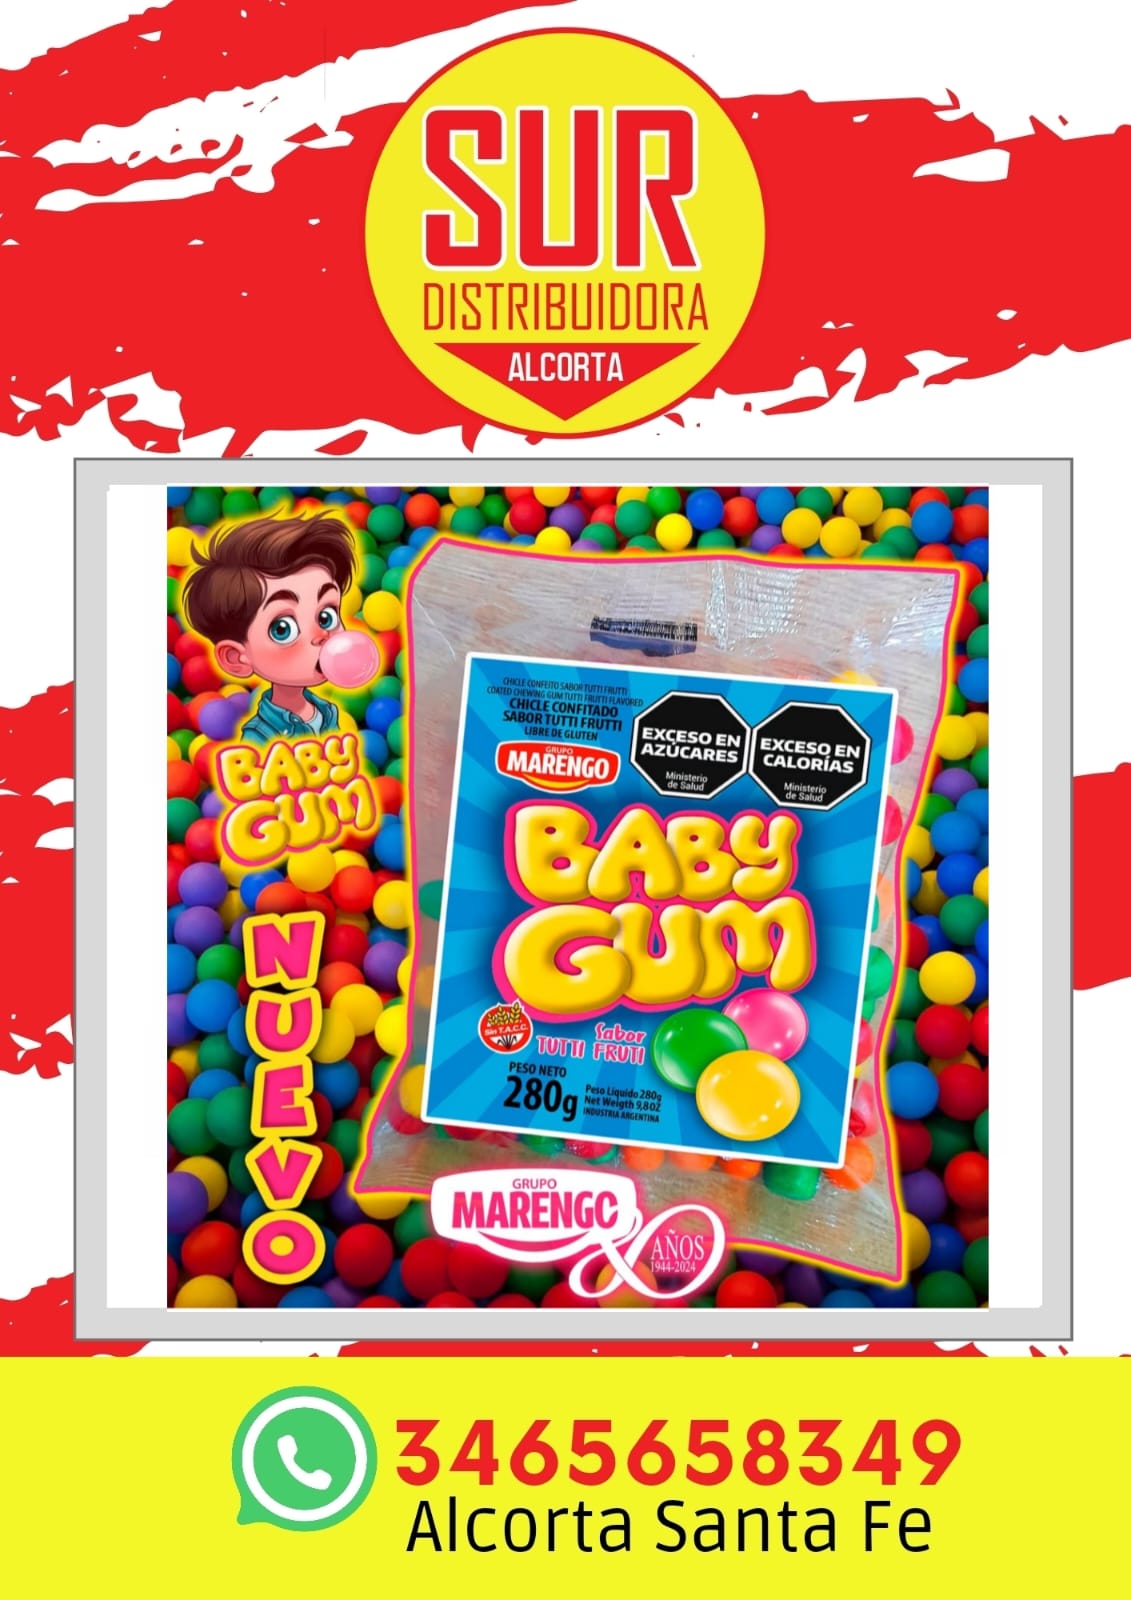 SUR
DISTRIBUIDORA
ALCORTA
BABY
GUM
NUEVO
CHICLE CONFEITO SABOR TUTTI FRUTTI
COATED CHEWING GUM TUTTI FRUTTI FLAVORED
CHICLE CONFITADO
SABOR TUTTI FRUTTI
LIBRE DE GLUTEN
GRUPO
MARENGO
EXCESO EN
AZÚCARES
Ministerio
de Salud
EXCESO EN
CALORÍAS
Ministerio
de Salud
BABY
GUM
Sin T.A.C.C.
Sabor
TUTTI FRUTI
PESO NETO
280g
Peso Líquido 280g
Net Weigth 9,8OZ
INDUSTRIA ARGENTINA
GRUPO
MARENGO
80 AÑOS
1944-2024
3465658349
Alcorta Santa Fe